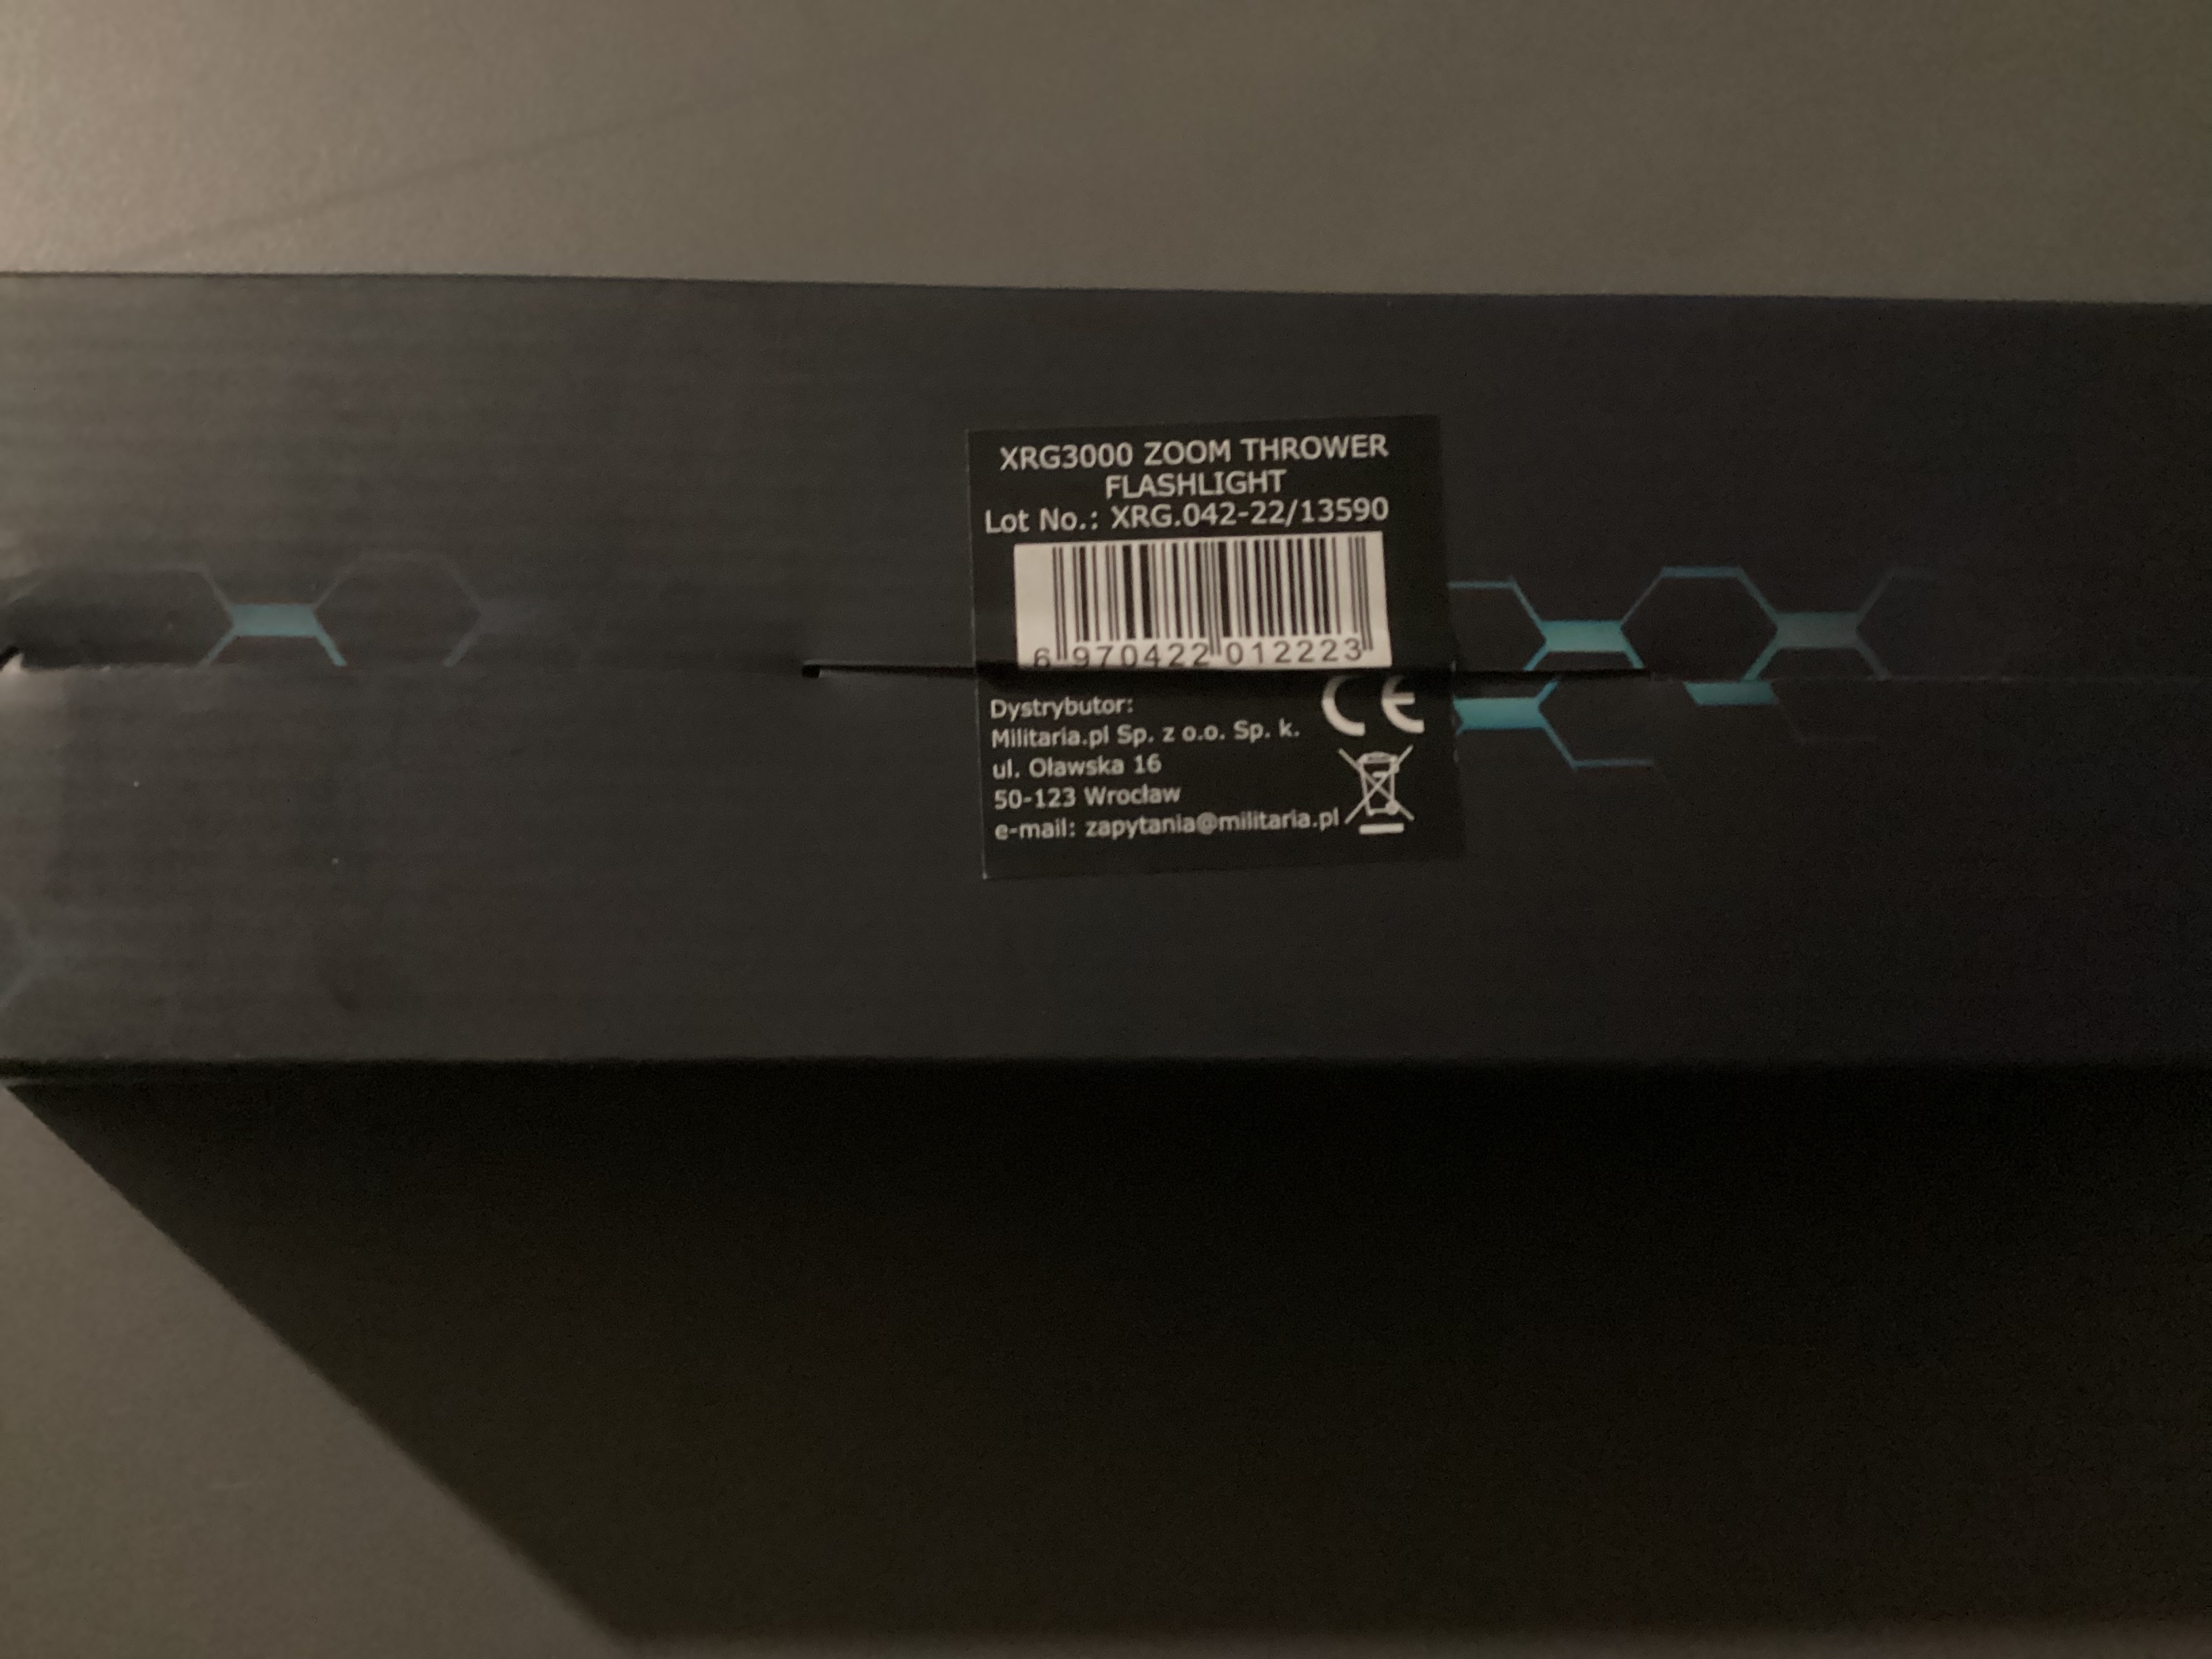 XRG3000 ZOOM THROWER
FLASHLIGHT
Lot No.: XRG.042-22/13590
6 970422 012223
Dystrybutor:
Militaria.pl Sp. z o.o. Sp. k.
ul. Oławska 16
50-123 Wrocław
e-mail: zapytania@militaria.pl
CE